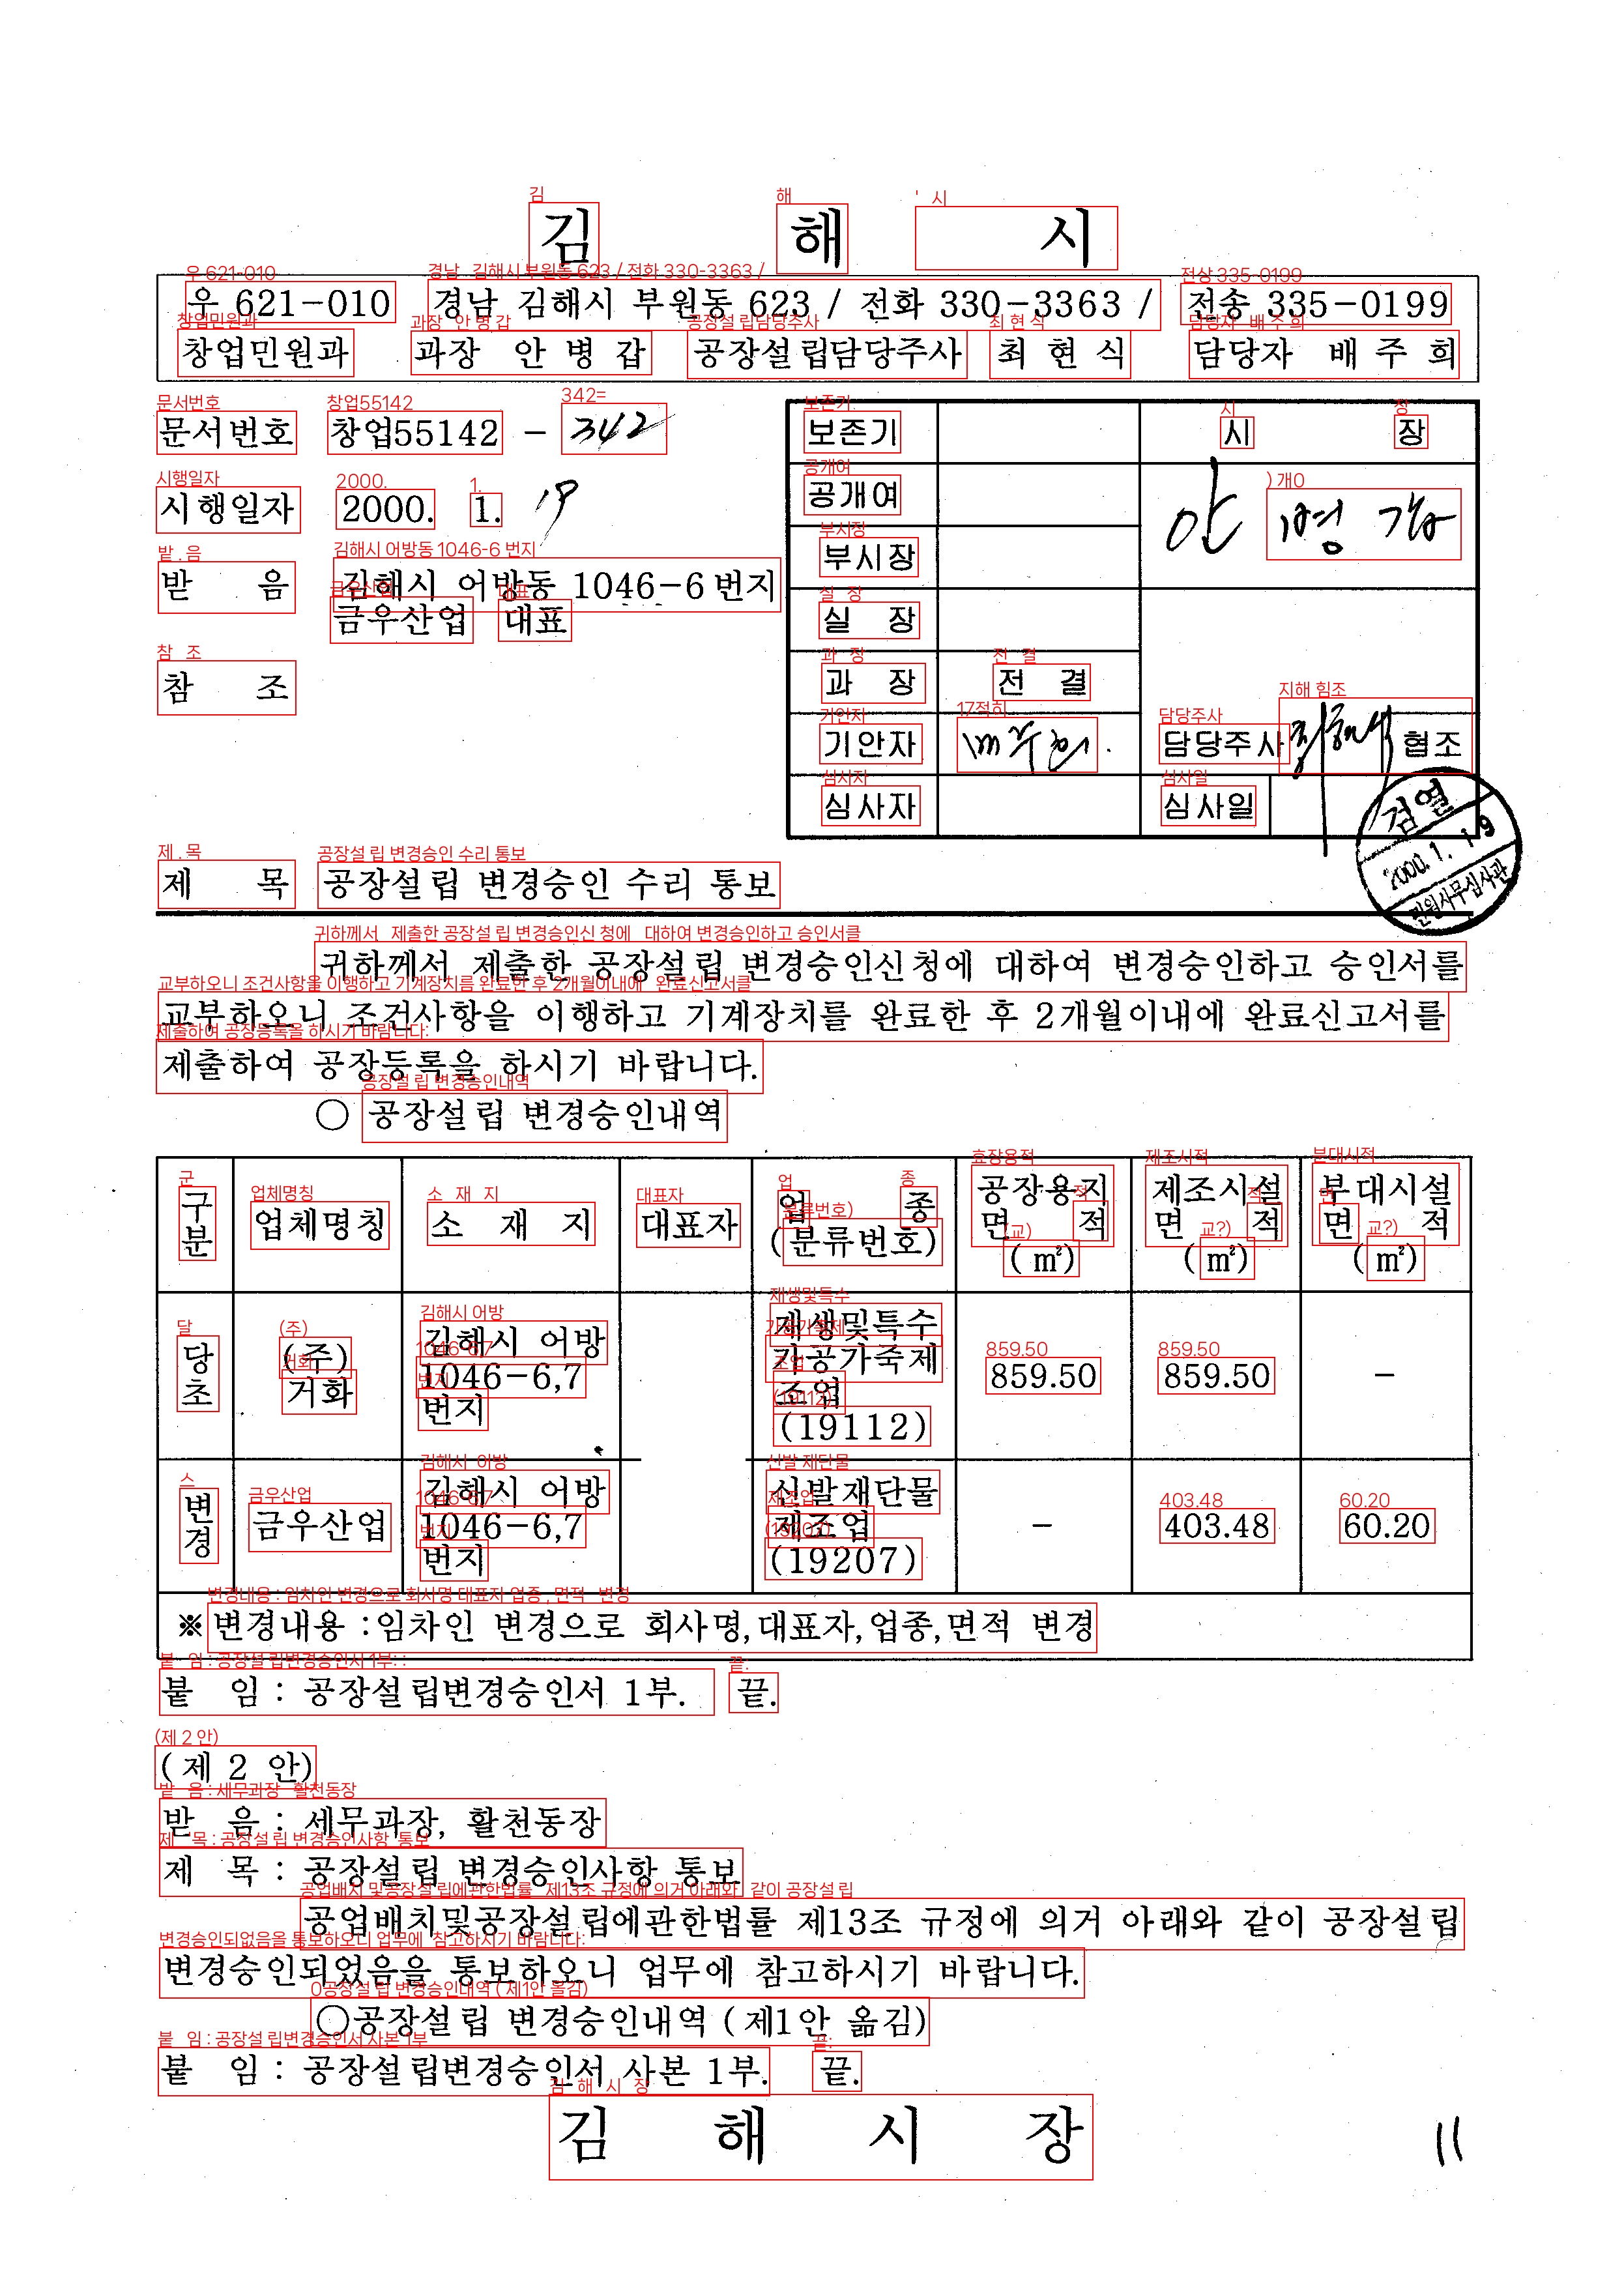 김 해 시
우 621-010 경남 김해시 부원동 623 / 전화 330-3363 / 전송 335-0199
창업민원과 과장 안 병 갑 공장설립담당주사 최 현 식 담당자 배 주 희
문서번호 창업55142 - 342
시행일자 2000. 1. 19
받 음 김해시 어방동 1046-6 번지
금우산업 대표
참 조
보존기 시 장
공개여 안 병 갑
부시장
실 장
과 장 전 결
기안자 담당주사 협조
심사자 심사일
검열
2000. 1. 19
민원사무심사관
제 목 공장설립 변경승인 수리 통보
귀하께서 제출한 공장설립 변경승인신청에 대하여 변경승인하고 승인서를
교부하오니 조건사항을 이행하고 기계장치를 완료한 후 2개월이내에 완료신고서를
제출하여 공장등록을 하시기 바랍니다.
○ 공장설립 변경승인내역
구분 업체명칭 소 재 지 대표자 업 종 (분류번호) 공장용지 면 적 (㎡) 제조시설 면 적 (㎡) 부대시설 면 적 (㎡)
당초 (주) 거화 김해시 어방 1046-6,7 번지 재생및특수 가공가죽제 조업 (19112) 859.50 859.50 -
변경 금우산업 김해시 어방 1046-6,7 번지 신발재단물 제조업 (19207) - 403.48 60.20
※ 변경내용 :임차인 변경으로 회사명,대표자,업종,면적 변경
붙 임 : 공장설립변경승인서 1부. 끝.
(제 2 안)
받 음 : 세무과장, 활천동장
제 목 : 공장설립 변경승인사항 통보
공업배치및공장설립에관한법률 제13조 규정에 의거 아래와 같이 공장설립
변경승인되었음을 통보하오니 업무에 참고하시기 바랍니다.
○공장설립 변경승인내역 (제1안 옮김)
붙 임 : 공장설립변경승인서 사본 1부. 끝.
김 해 시 장
11